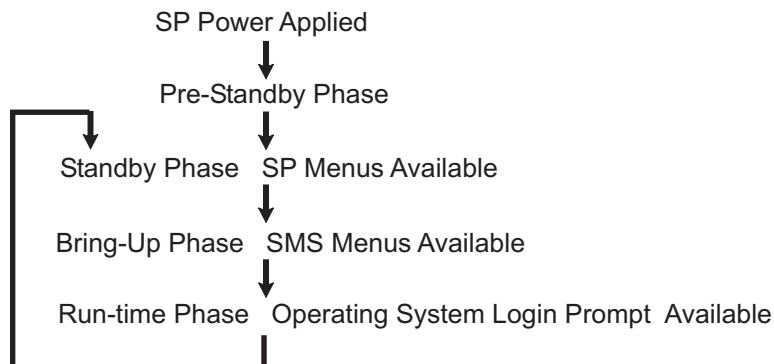 SP Power Applied
Pre-Standby Phase
Standby Phase SP Menus Available
Bring-Up Phase SMS Menus Available
Run-time Phase Operating System Login Prompt Available